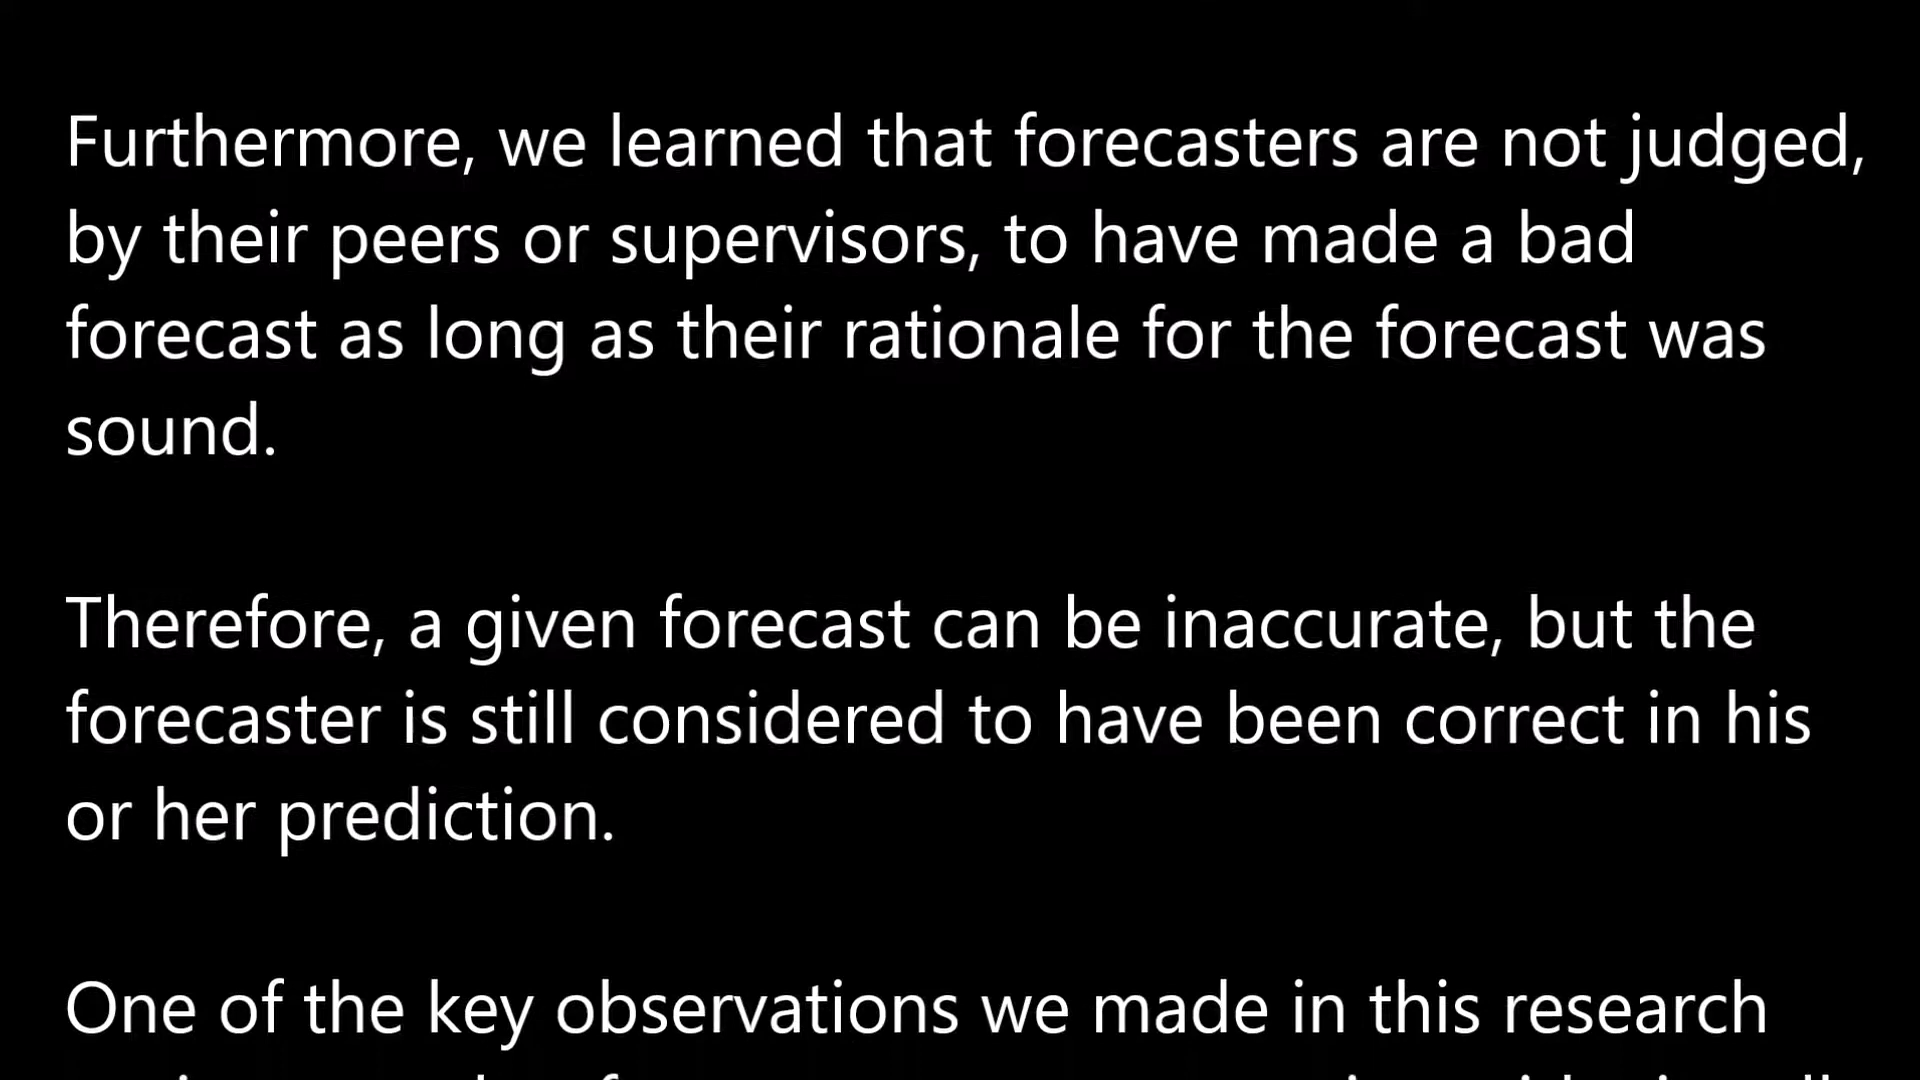 Furthermore, we learned that forecasters are not judged,
by their peers or supervisors, to have made a bad
forecast as long as their rationale for the forecast was
sound.
Therefore, a given forecast can be inaccurate, but the
forecaster is still considered to have been correct in his
or her prediction.
One of the key observations we made in this research